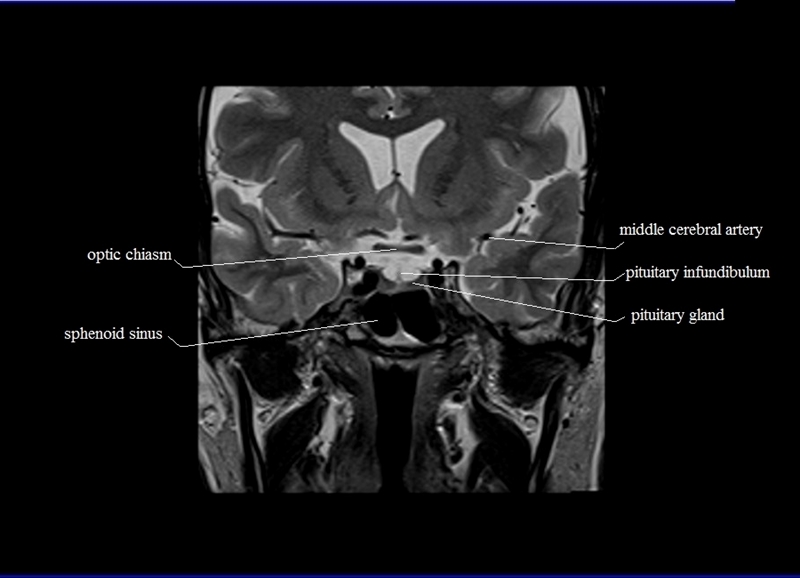 middle cerebral artery
optic chiasm
pituitary infundibulum
pituitary gland
sphenoid sinus